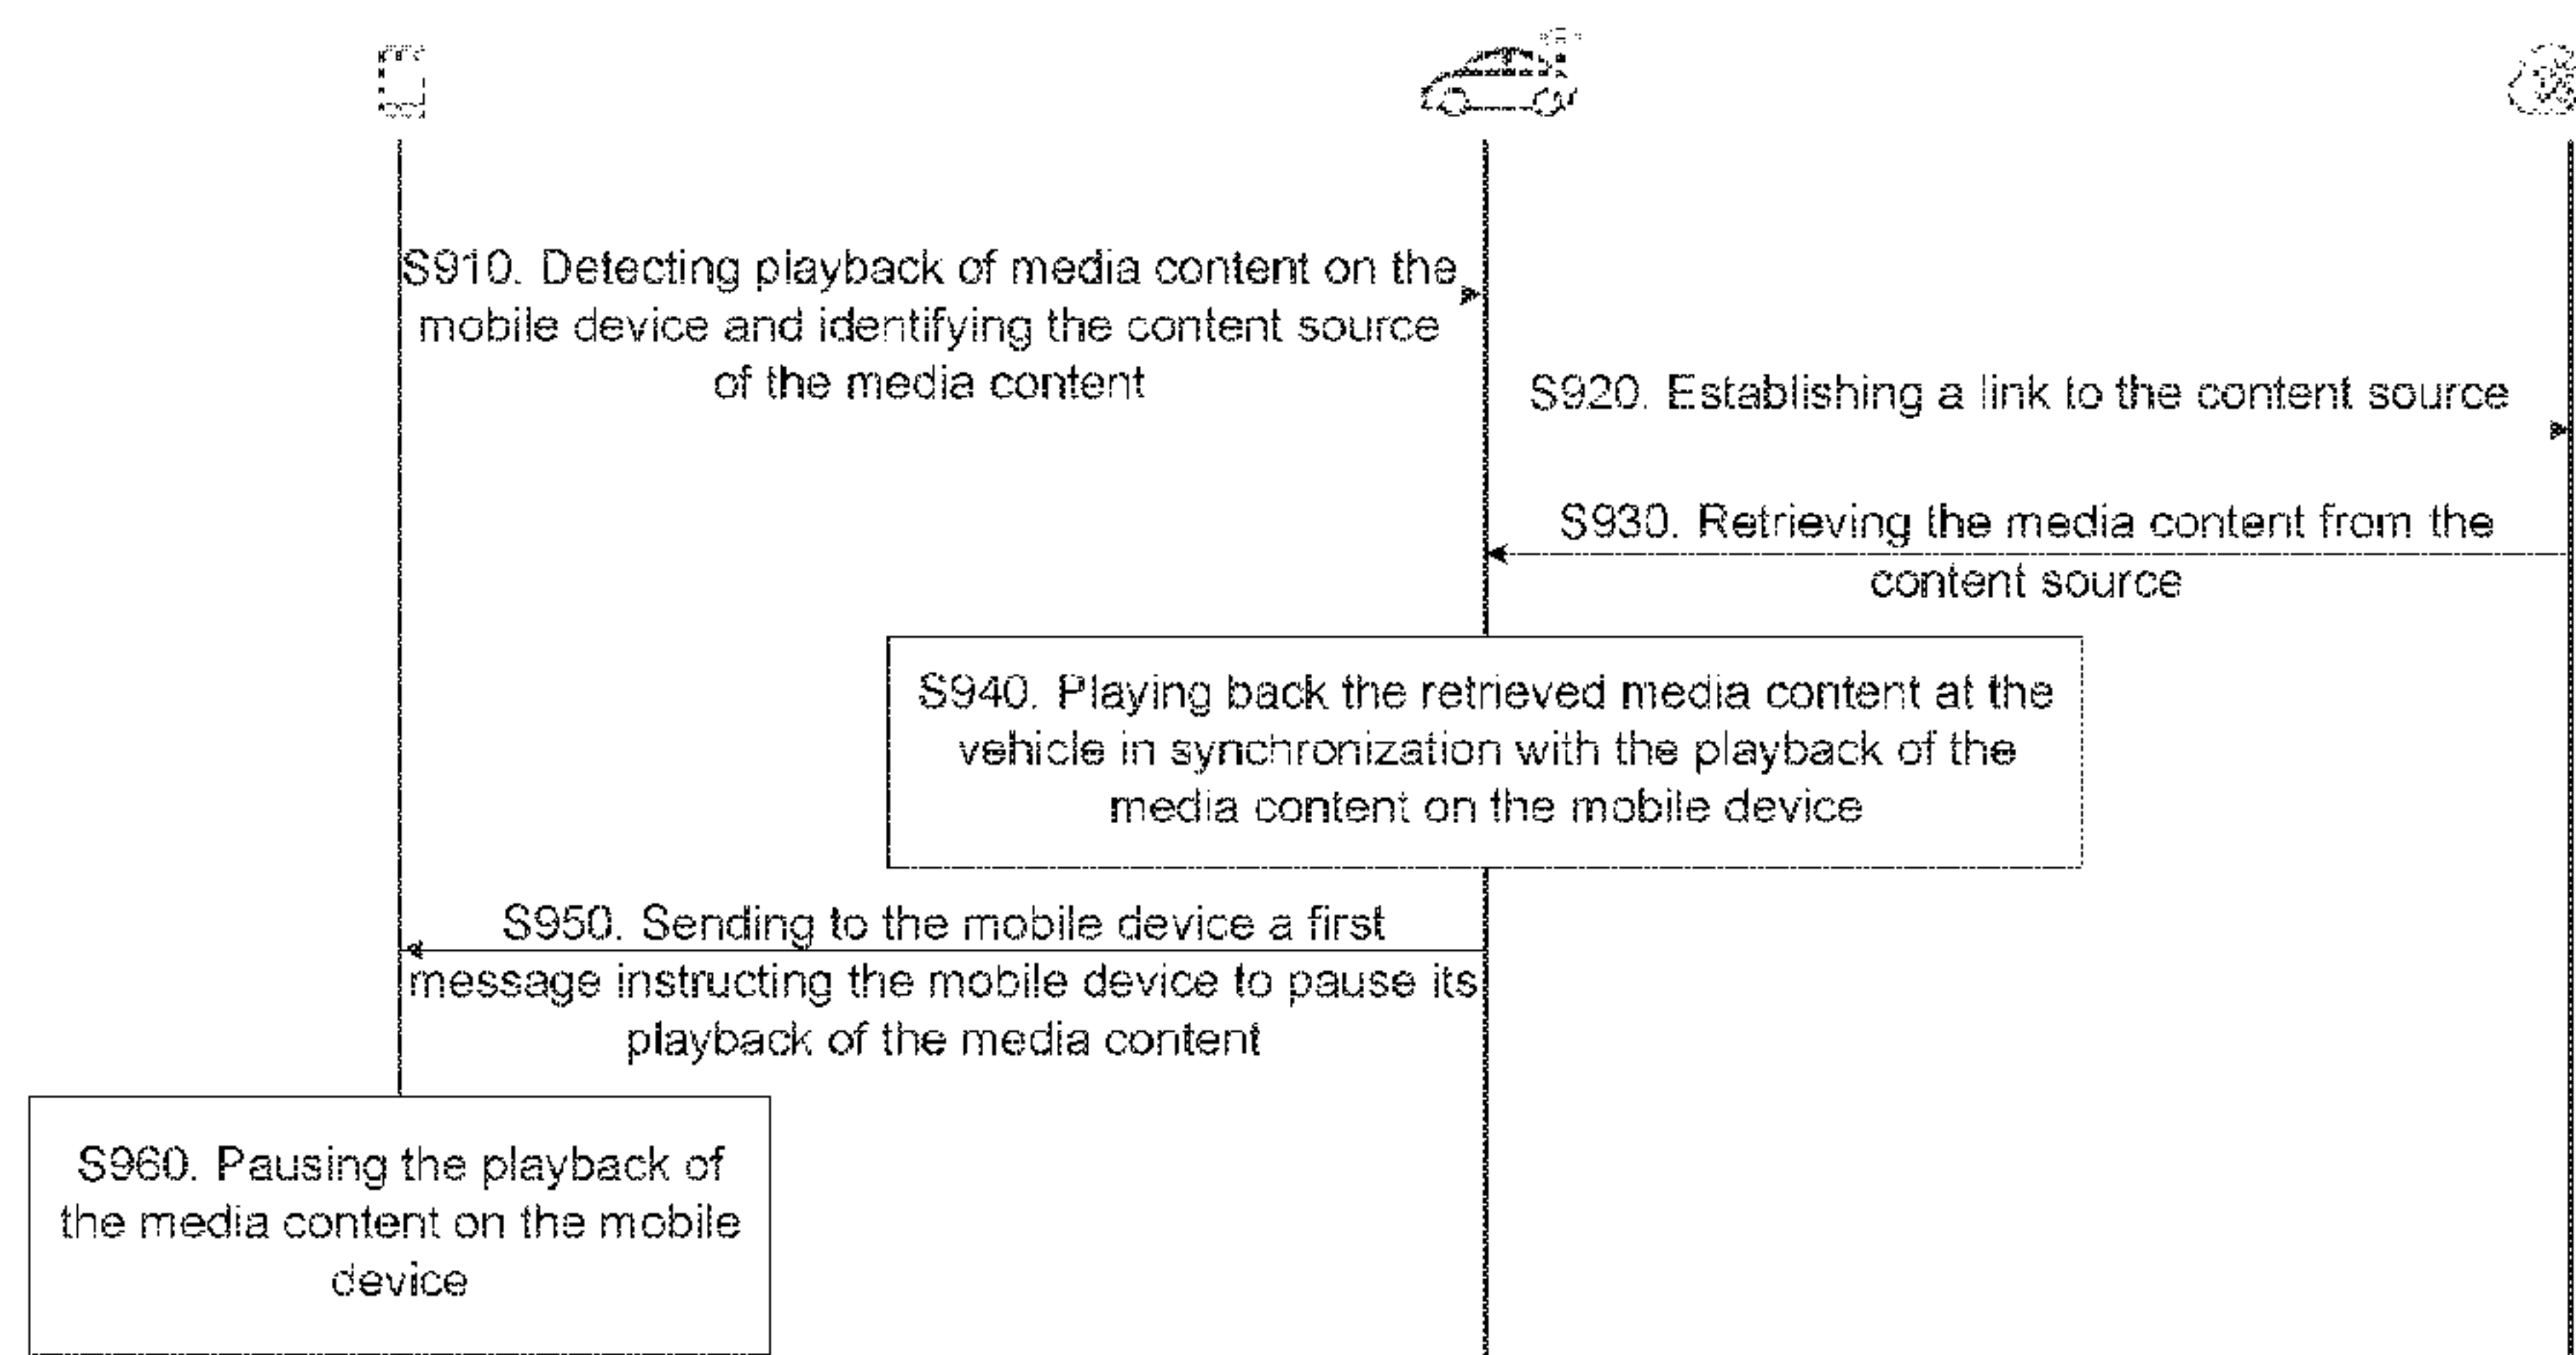 S910. Detecting playback of media content on the
mobile device and identifying the content source
of the media content
S920. Establishing a link to the content source
S930. Retrieving the media content from the
content source
S940. Playing back the retrieved media content at the
vehicle in synchronization with the playback of the
media content on the mobile device
S950. Sending to the mobile device a first
message instructing the mobile device to pause its
playback of the media content
S960. Pausing the playback of
the media content on the mobile
device